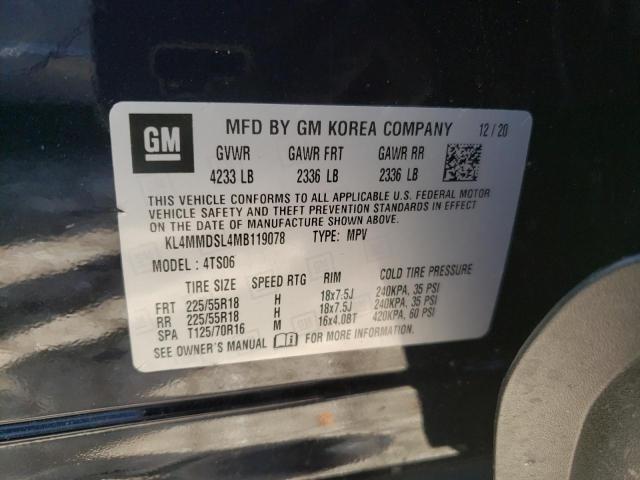 GM MFD BY GM KOREA COMPANY 12/20
GVWR GAWR FRT GAWR RR
4233 LB 2336 LB 2336 LB
THIS VEHICLE CONFORMS TO ALL APPLICABLE U.S. FEDERAL MOTOR
VEHICLE SAFETY AND THEFT PREVENTION STANDARDS IN EFFECT
ON THE DATE OF MANUFACTURE SHOWN ABOVE.
KL4MMDSL4MB119078 TYPE: MPV
MODEL: 4TS06
TIRE SIZE SPEED RTG RIM COLD TIRE PRESSURE
FRT 225/55R18 H 18x7.5J 240KPA, 35 PSI
RR 225/55R18 H 18x7.5J 240KPA, 35 PSI
SPA T125/70R16 M 16x4.0BT 420KPA, 60 PSI
SEE OWNER'S MANUAL FOR MORE INFORMATION.